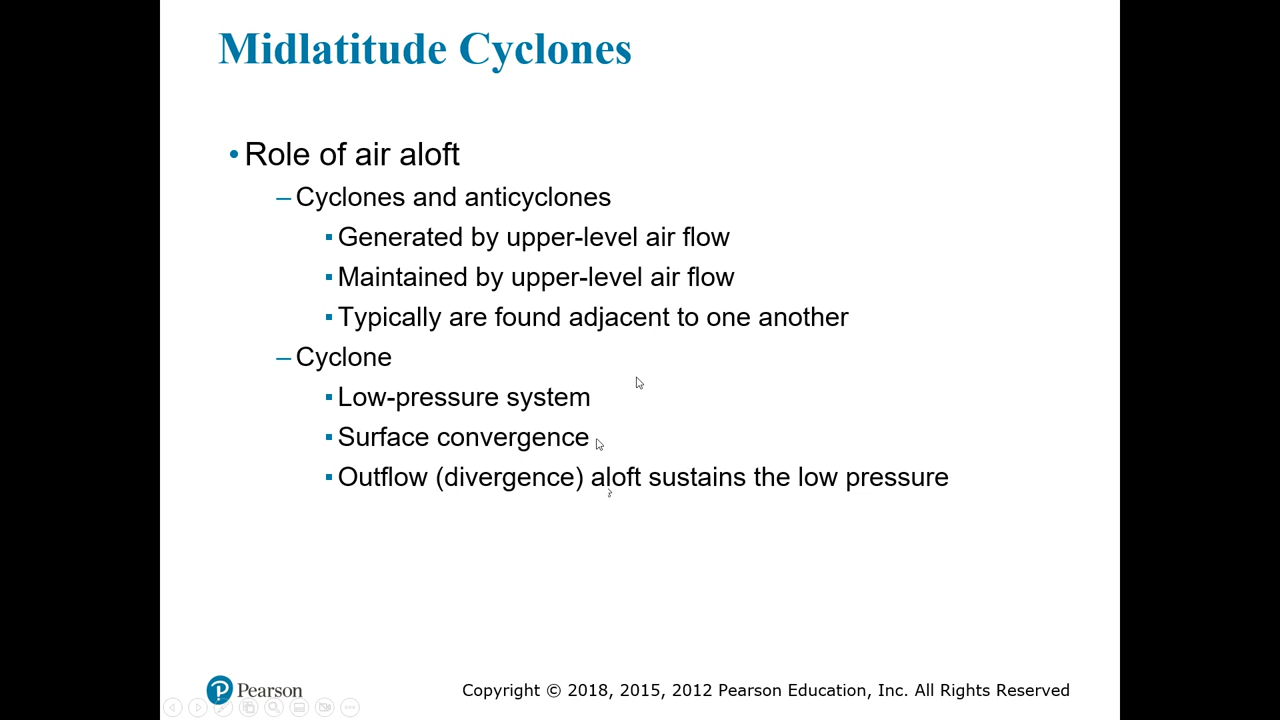 Midlatitude Cyclones
• Role of air aloft
– Cyclones and anticyclones
▪ Generated by upper-level air flow
▪ Maintained by upper-level air flow
▪ Typically are found adjacent to one another
– Cyclone
▪ Low-pressure system
▪ Surface convergence
▪ Outflow (divergence) aloft sustains the low pressure
Pearson
Copyright © 2018, 2015, 2012 Pearson Education, Inc. All Rights Reserved